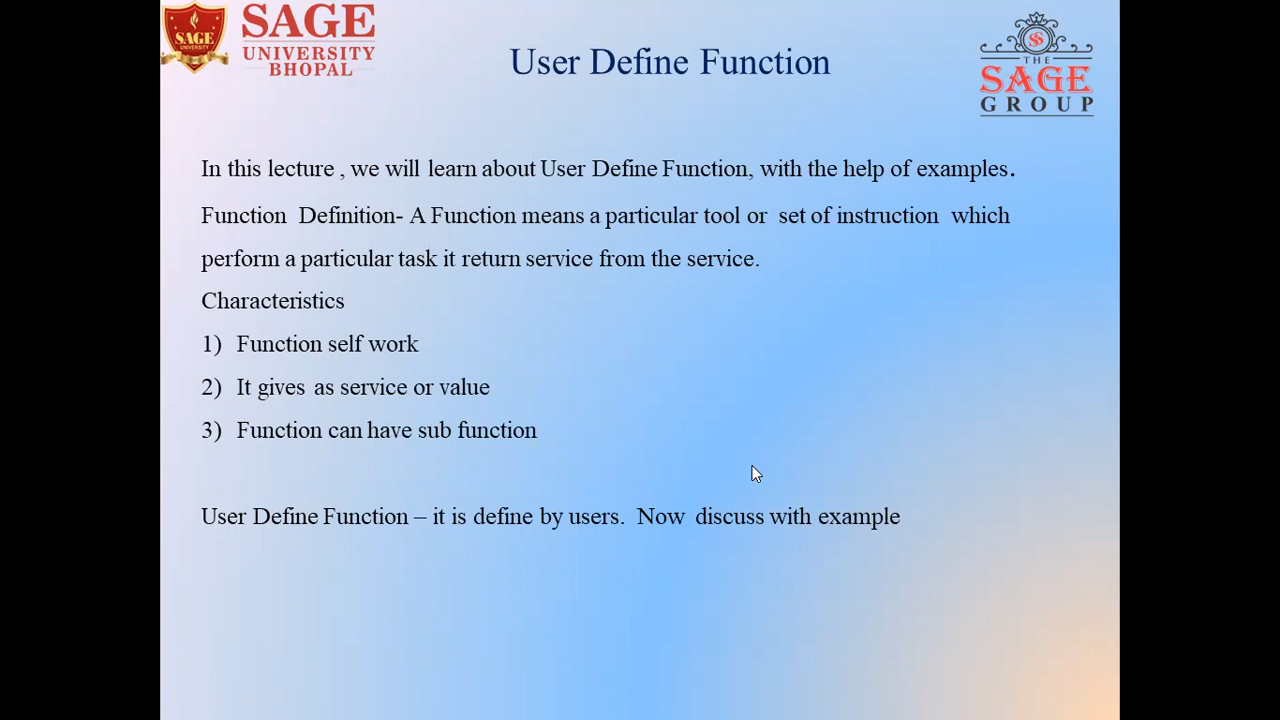 SAGE
UNIVERSITY
SAGE
UNIVERSITY
BHOPAL
User Define Function
$$
THE
SAGE
GROUP
In this lecture , we will learn about User Define Function, with the help of examples.
Function Definition- A Function means a particular tool or set of instruction which
perform a particular task it return service from the service.
Characteristics
1) Function self work
2) It gives as service or value
3) Function can have sub function
User Define Function – it is define by users. Now discuss with example